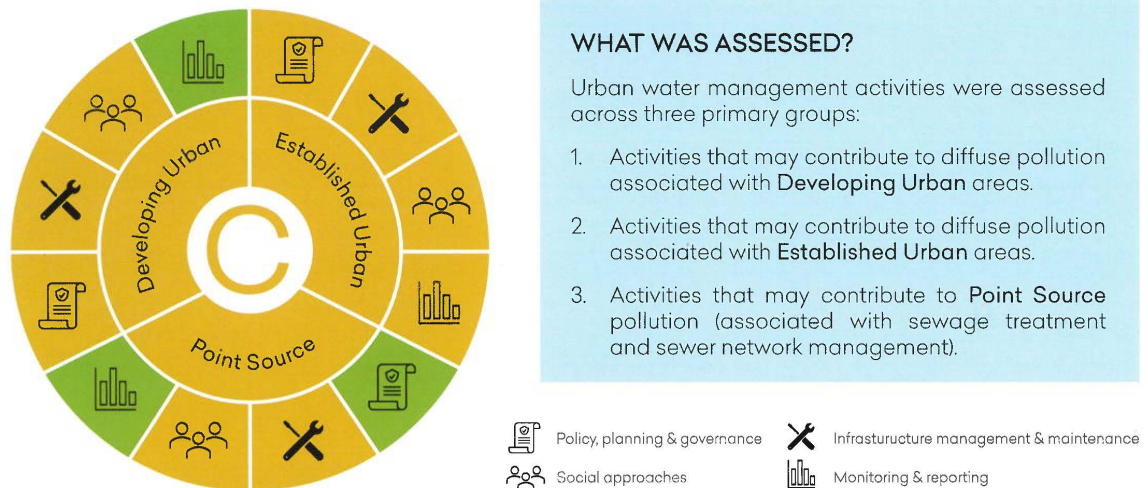 Developing Urban
Established Urban
C
Point Source
WHAT WAS ASSESSED?
Urban water management activities were assessed
across three primary groups:
1. Activities that may contribute to diffuse pollution
associated with Developing Urban areas.
2. Activities that may contribute to diffuse pollution
associated with Established Urban areas.
3. Activities that may contribute to Point Source
pollution (associated with sewage treatment
and sewer network management).
Policy, planning & governance
Infrasturucture management & maintenance
Social approaches
Monitoring & reporting